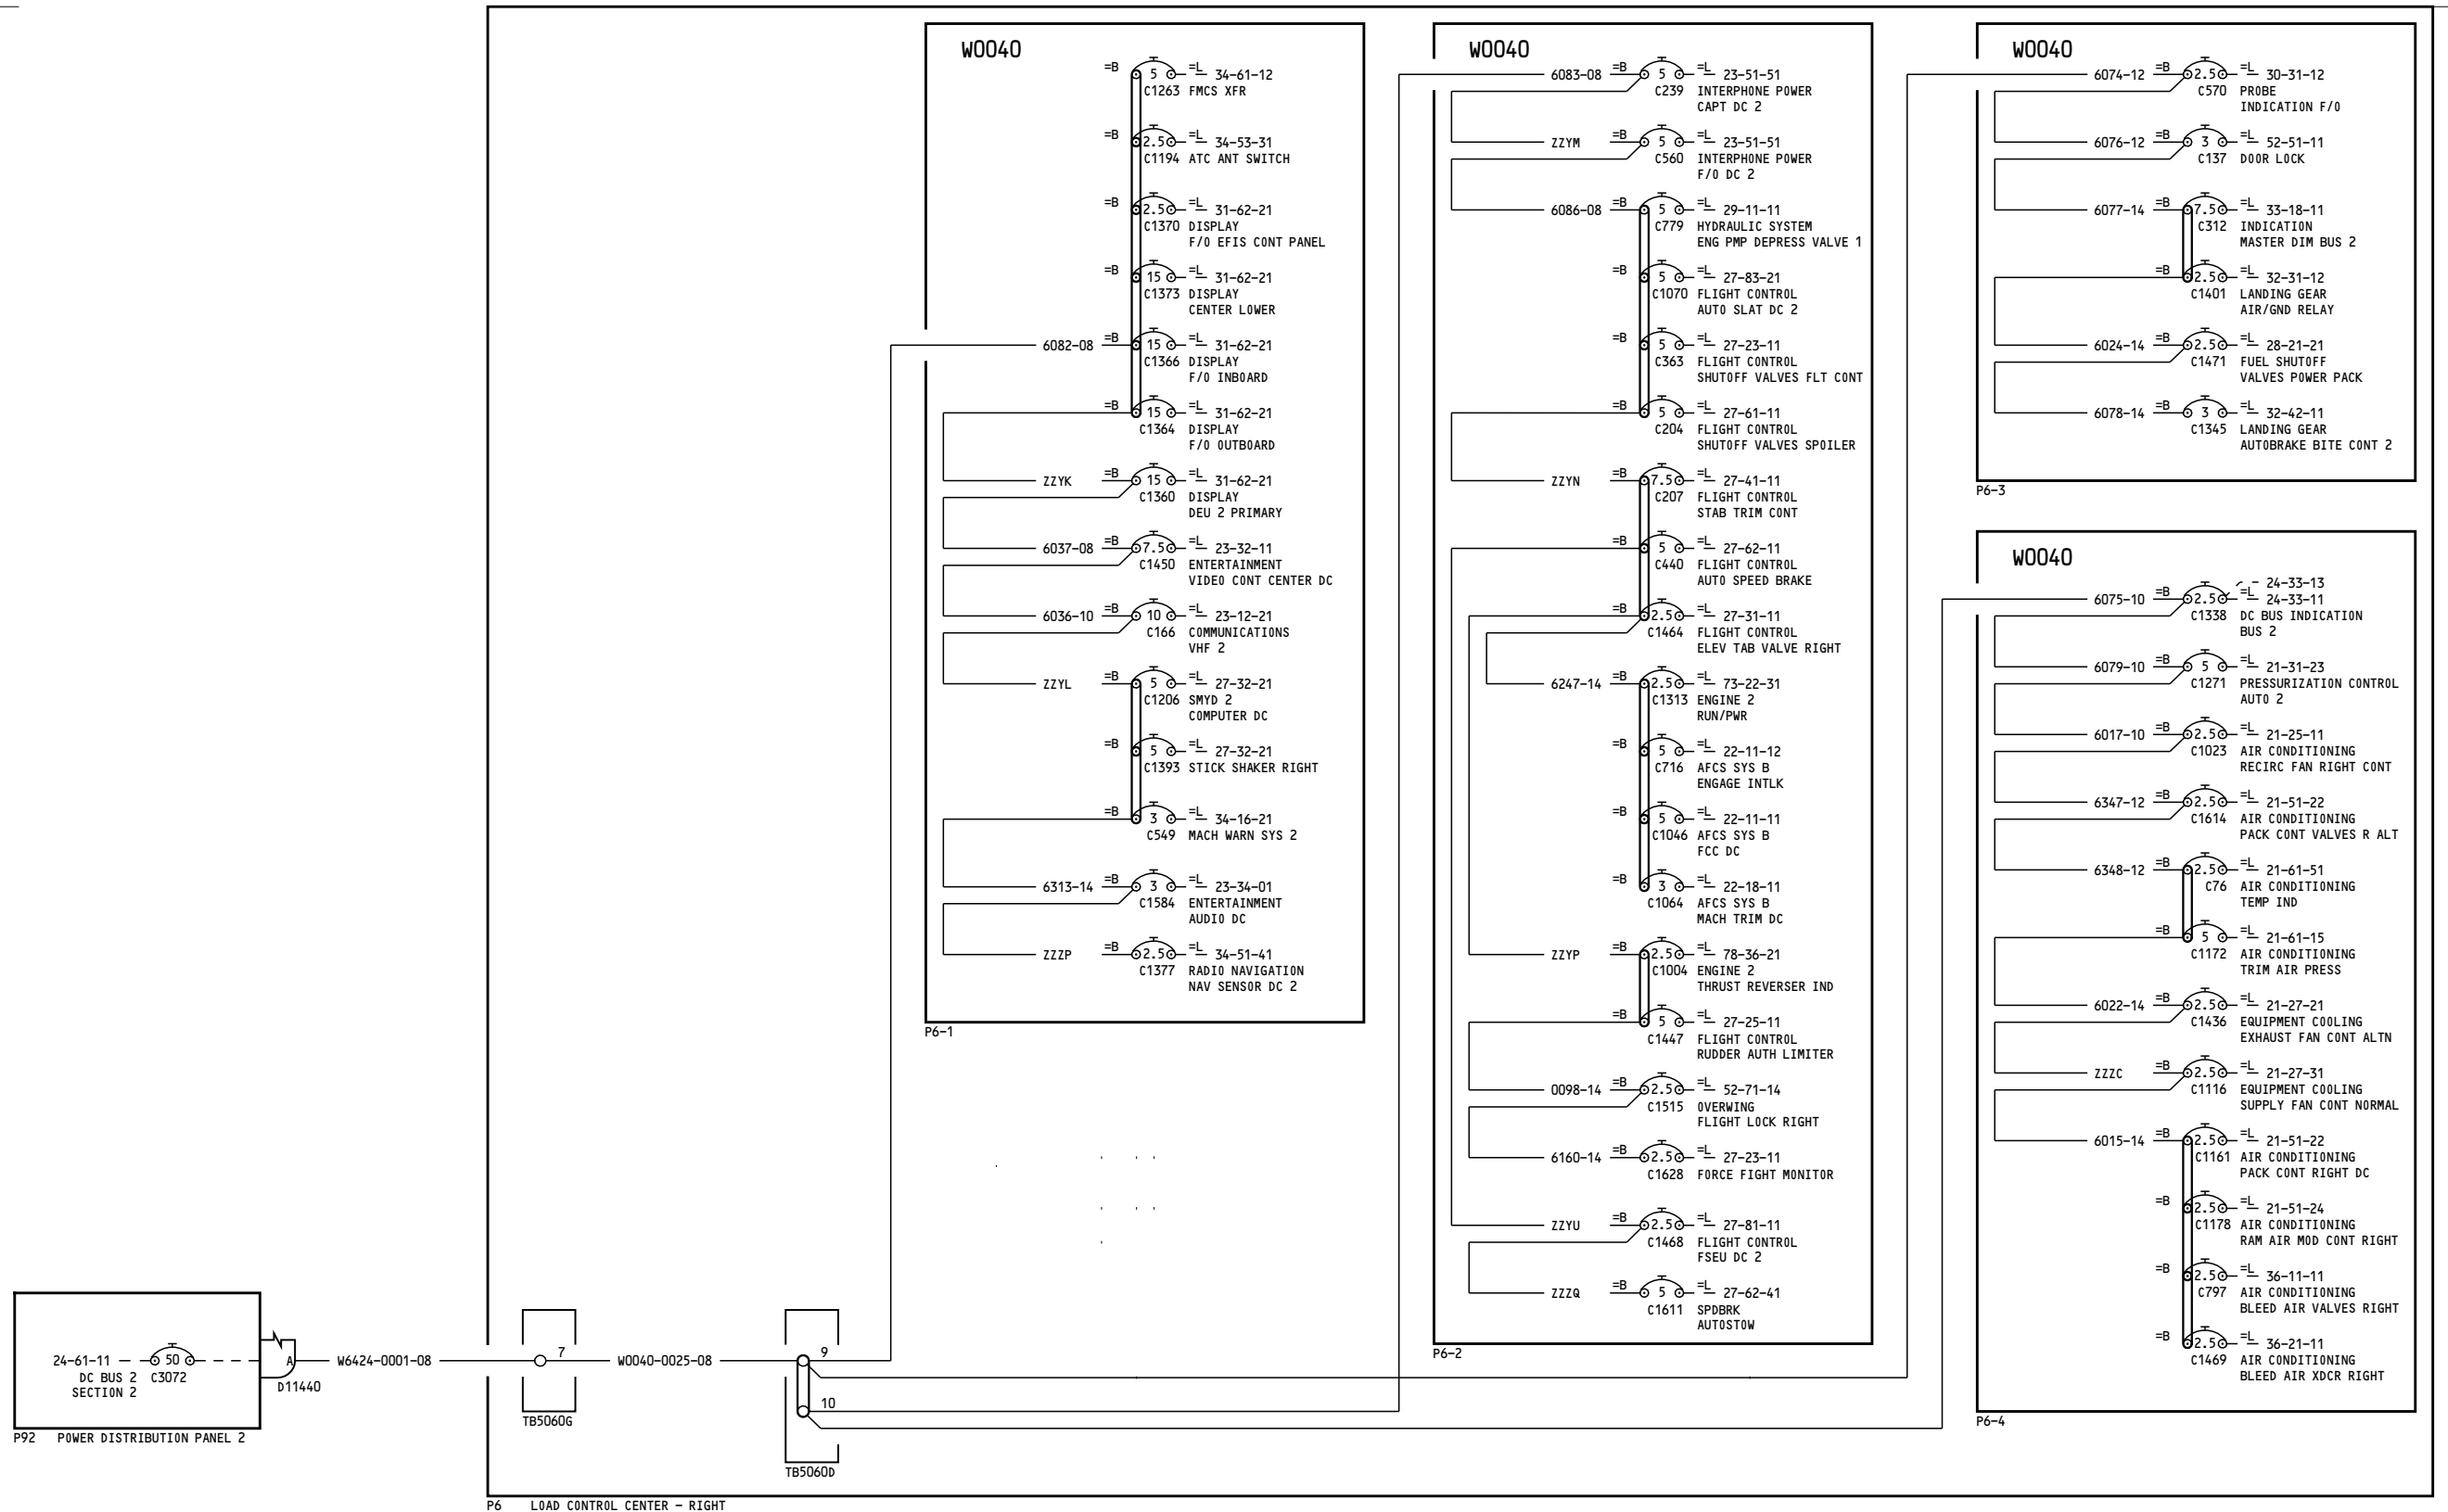 W0040
=B 5 =L 34-61-12
C1263 FMCS XFR
=B 2.5 =L 34-53-31
C1194 ATC ANT SWITCH
=B 2.5 =L 31-62-21
C1370 DISPLAY
F/O EFIS CONT PANEL
=B 15 =L 31-62-21
C1373 DISPLAY
CENTER LOWER
6082-08 =B 15 =L 31-62-21
C1366 DISPLAY
F/O INBOARD
=B 15 =L 31-62-21
C1364 DISPLAY
F/O OUTBOARD
ZZYK =B 15 =L 31-62-21
C1360 DISPLAY
DEU 2 PRIMARY
6037-08 =B 7.5 =L 23-32-11
C1450 ENTERTAINMENT
VIDEO CONT CENTER DC
6036-10 =B 10 =L 23-12-21
C166 COMMUNICATIONS
VHF 2
ZZYL =B 5 =L 27-32-21
C1206 SMYD 2
COMPUTER DC
=B 5 =L 27-32-21
C1393 STICK SHAKER RIGHT
=B 3 =L 34-16-21
C549 MACH WARN SYS 2
6313-14 =B 3 =L 23-34-01
C1584 ENTERTAINMENT
AUDIO DC
ZZZP =B 2.5 =L 34-51-41
C1377 RADIO NAVIGATION
NAV SENSOR DC 2
P6-1
W0040
6083-08 =B 5 =L 23-51-51
C239 INTERPHONE POWER
CAPT DC 2
ZZYM =B 5 =L 23-51-51
C560 INTERPHONE POWER
F/O DC 2
6086-08 =B 5 =L 29-11-11
C779 HYDRAULIC SYSTEM
ENG PMP DEPRESS VALVE 1
=B 5 =L 27-83-21
C1070 FLIGHT CONTROL
AUTO SLAT DC 2
=B 5 =L 27-23-11
C363 FLIGHT CONTROL
SHUTOFF VALVES FLT CONT
=B 5 =L 27-61-11
C204 FLIGHT CONTROL
SHUTOFF VALVES SPOILER
ZZYN =B 7.5 =L 27-41-11
C207 FLIGHT CONTROL
STAB TRIM CONT
=B 5 =L 27-62-11
C440 FLIGHT CONTROL
AUTO SPEED BRAKE
=B 2.5 =L 27-31-11
C1464 FLIGHT CONTROL
ELEV TAB VALVE RIGHT
6247-14 =B 2.5 =L 73-22-31
C1313 ENGINE 2
RUN/PWR
=B 5 =L 22-11-12
C716 AFCS SYS B
ENGAGE INTLK
=B 5 =L 22-11-11
C1046 AFCS SYS B
FCC DC
=B 3 =L 22-18-11
C1064 AFCS SYS B
MACH TRIM DC
ZZYP =B 2.5 =L 78-36-21
C1004 ENGINE 2
THRUST REVERSER IND
=B 5 =L 27-25-11
C1447 FLIGHT CONTROL
RUDDER AUTH LIMITER
0098-14 =B 2.5 =L 52-71-14
C1515 OVERWING
FLIGHT LOCK RIGHT
6160-14 =B 2.5 =L 27-23-11
C1628 FORCE FIGHT MONITOR
ZZYU =B 2.5 =L 27-81-11
C1468 FLIGHT CONTROL
FSEU DC 2
ZZZQ =B 5 =L 27-62-41
C1611 SPDBRK
AUTOSTOW
P6-2
W0040
6074-12 =B 2.5 =L 30-31-12
C570 PROBE
INDICATION F/O
6076-12 =B 3 =L 52-51-11
C137 DOOR LOCK
6077-14 =B 7.5 =L 33-18-11
C312 INDICATION
MASTER DIM BUS 2
=B 2.5 =L 32-31-12
C1401 LANDING GEAR
AIR/GND RELAY
6024-14 =B 2.5 =L 28-21-21
C1471 FUEL SHUTOFF
VALVES POWER PACK
6078-14 =B 3 =L 32-42-11
C1345 LANDING GEAR
AUTOBRAKE BITE CONT 2
P6-3
W0040
24-33-13
6075-10 =B 2.5 =L 24-33-11
C1338 DC BUS INDICATION
BUS 2
6079-10 =B 5 =L 21-31-23
C1271 PRESSURIZATION CONTROL
AUTO 2
6017-10 =B 2.5 =L 21-25-11
C1023 AIR CONDITIONING
RECIRC FAN RIGHT CONT
6347-12 =B 2.5 =L 21-51-22
C1614 AIR CONDITIONING
PACK CONT VALVES R ALT
6348-12 =B 2.5 =L 21-61-51
C76 AIR CONDITIONING
TEMP IND
=B 5 =L 21-61-15
C1172 AIR CONDITIONING
TRIM AIR PRESS
6022-14 =B 2.5 =L 21-27-21
C1436 EQUIPMENT COOLING
EXHAUST FAN CONT ALTN
ZZZC =B 2.5 =L 21-27-31
C1116 EQUIPMENT COOLING
SUPPLY FAN CONT NORMAL
6015-14 =B 2.5 =L 21-51-22
C1161 AIR CONDITIONING
PACK CONT RIGHT DC
=B 2.5 =L 21-51-24
C1178 AIR CONDITIONING
RAM AIR MOD CONT RIGHT
=B 2.5 =L 36-11-11
C797 AIR CONDITIONING
BLEED AIR VALVES RIGHT
=B 2.5 =L 36-21-11
C1469 AIR CONDITIONING
BLEED AIR XDCR RIGHT
P6-4
24-61-11 50 A W6424-0001-08 7 W0040-0025-08 9
DC BUS 2 C3072
SECTION 2
D11440
10
TB5060G
P92 POWER DISTRIBUTION PANEL 2
TB5060D
P6 LOAD CONTROL CENTER - RIGHT